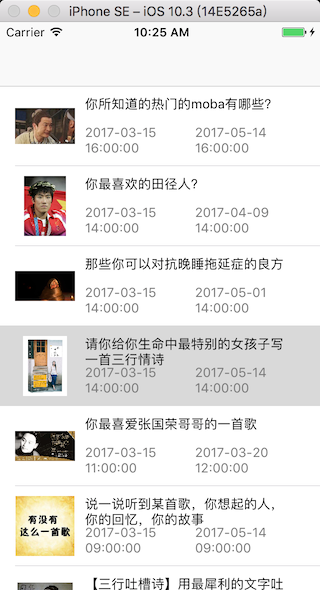 iPhone SE – iOS 10.3 (14E5265a)
Carrier 10:25 AM
你所知道的热门的moba有哪些?
2017-03-15 2017-05-14
16:00:00 16:00:00
你最喜欢的田径人?
2017-03-15 2017-04-09
14:00:00 14:00:00
那些你可以对抗晚睡拖延症的良方
2017-03-15 2017-05-01
14:00:00 14:00:00
请你给你生命中最特别的女孩子写
一首三行情诗
2017-03-15 2017-05-14
14:00:00 14:00:00
你最喜爱张国荣哥哥的一首歌
2017-03-15 2017-03-20
11:00:00 12:00:00
有没有
这么一首歌
说一说听到某首歌，你想起的人，
你的回忆，你的故事
2017-03-15 2017-05-14
09:00:00 09:00:00
【三行吐槽诗】用最犀利的文字吐